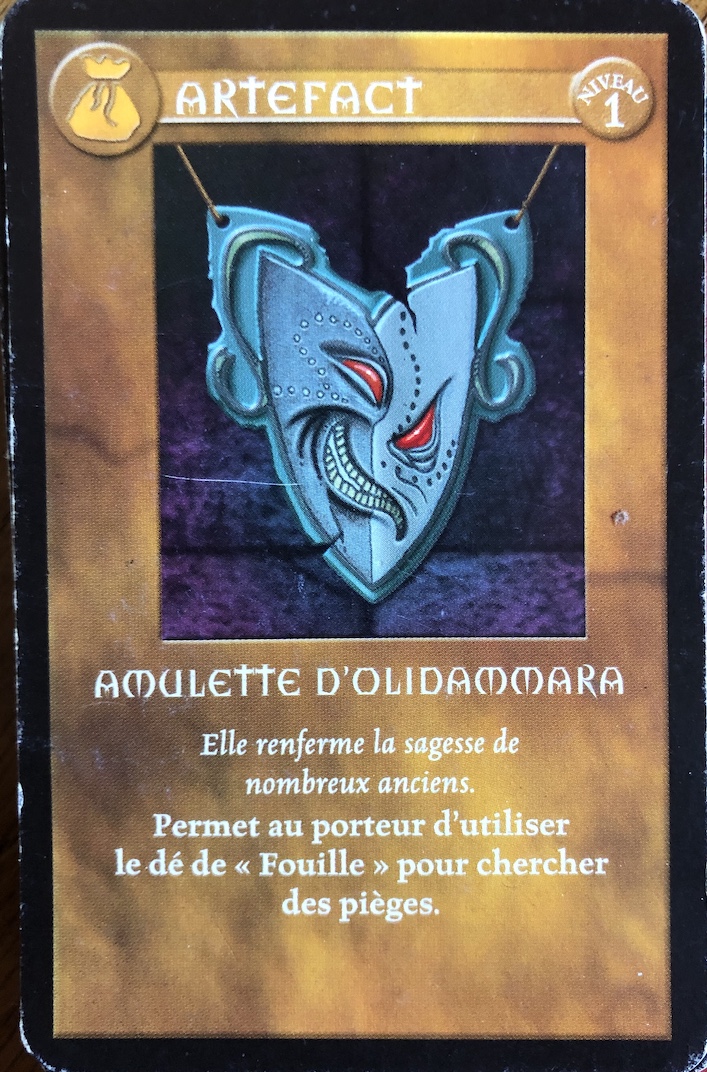 ARTEFACT
NIVEAU
1
AMULETTE D'OLIDAMMARA
Elle renferme la sagesse de
nombreux anciens.
Permet au porteur d'utiliser
le dé de « Fouille » pour chercher
des pièges.